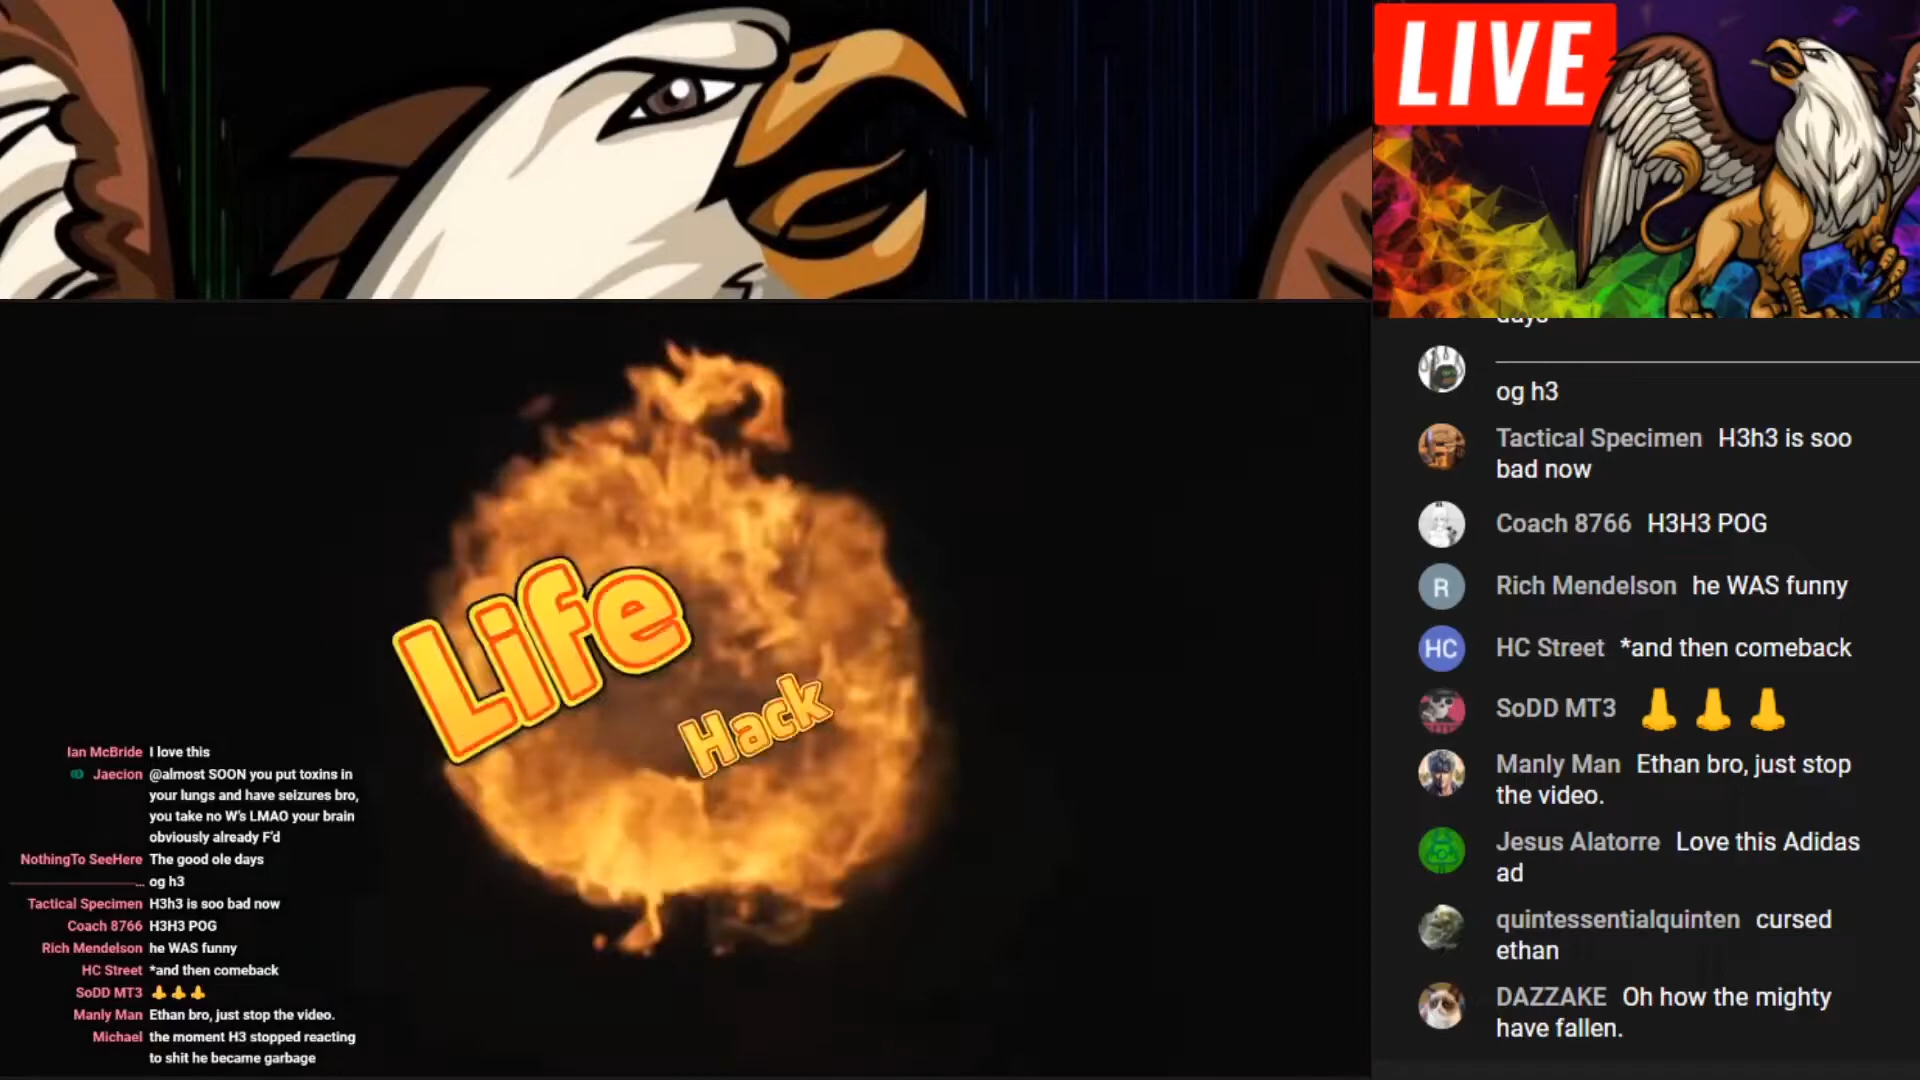 LIVE
Life
Hack
Ian McBride I love this
Jaecion @almost SOON you put toxins in
your lungs and have seizures bro,
you take no W's LMAO your brain
obviously already F'd
NothingTo SeeHere The good ole days
... og h3
Tactical Specimen H3h3 is soo bad now
Coach 8766 H3H3 POG
Rich Mendelson he WAS funny
HC Street *and then comeback
SoDD MT3 👃👃👃
Manly Man Ethan bro, just stop the video.
Michael the moment H3 stopped reacting
to shit he became garbage
days
og h3
Tactical Specimen H3h3 is soo
bad now
Coach 8766 H3H3 POG
R
Rich Mendelson he WAS funny
HC
HC Street *and then comeback
SoDD MT3 👃👃👃
Manly Man Ethan bro, just stop
the video.
Jesus Alatorre Love this Adidas
ad
quintessentialquinten cursed
ethan
DAZZAKE Oh how the mighty
have fallen.